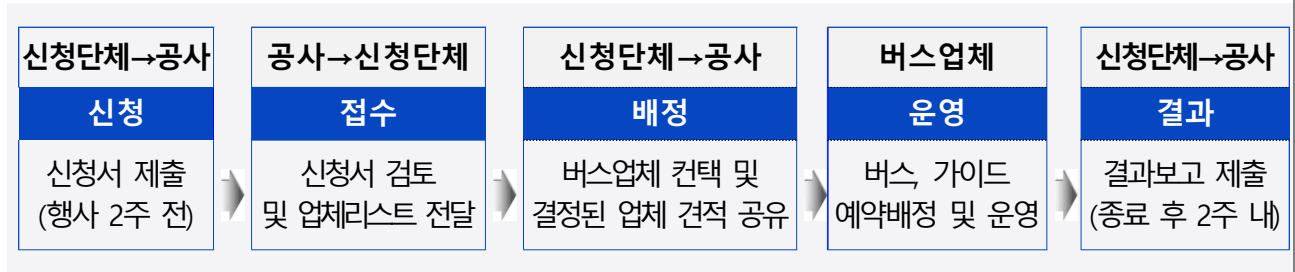 신청단체→공사
신청
신청서 제출
(행사 2주 전)
공사→신청단체
접수
신청서 검토
및 업체리스트 전달
신청단체→공사
배정
버스업체 컨택 및
결정된 업체 견적 공유
버스업체
운영
버스, 가이드
예약배정 및 운영
신청단체→공사
결과
결과보고 제출
(종료 후 2주 내)